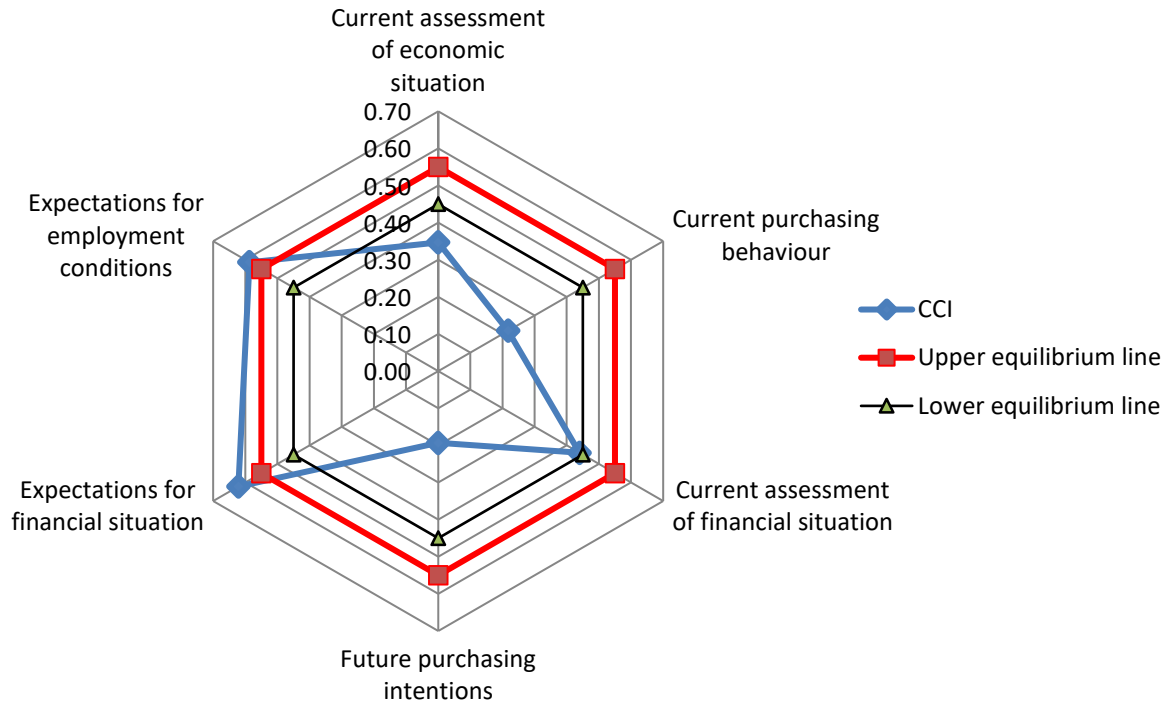 Current assessment
of economic
situation
0.70
0.60
0.50
0.40
0.30
0.20
0.10
0.00
Expectations for
employment
conditions
Current purchasing
behaviour
CCI
Upper equilibrium line
Lower equilibrium line
Expectations for
financial situation
Current assessment
of financial situation
Future purchasing
intentions